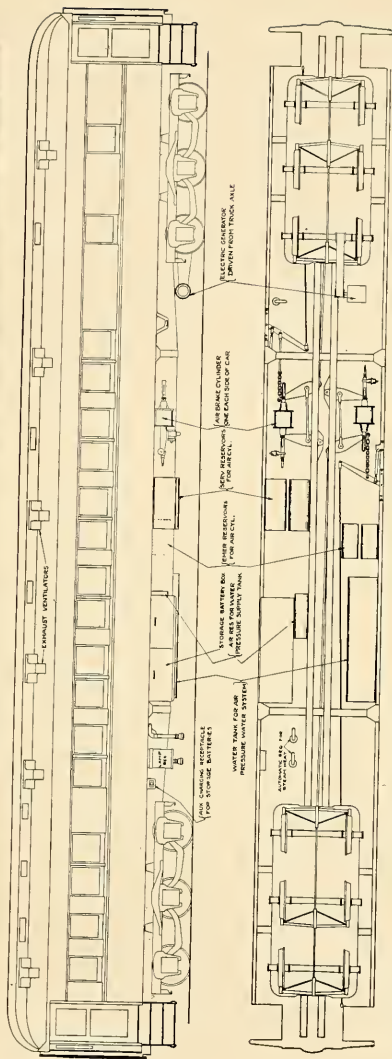 EXHAUST VENTILATORS
ELECTRIC GENERATOR
DRIVEN FROM TRUCK AXLE
AIR BRAKE CYLINDER
ONE EACH SIDE OF CAR
SERV RESERVOIRS
FOR AIR CYL.
EMER RESERVOIRS
FOR AIR CYL.
STORAGE BATTERY BOX
AIR RES FOR WATER
PRESSURE SUPPLY TANK
WATER TANK FOR AIR
PRESSURE WATER SYSTEM
AUX CHARGING RECEPTACLE
FOR STORAGE BATTERIES
AUTOMATIC REG FOR
STEAM HEAT